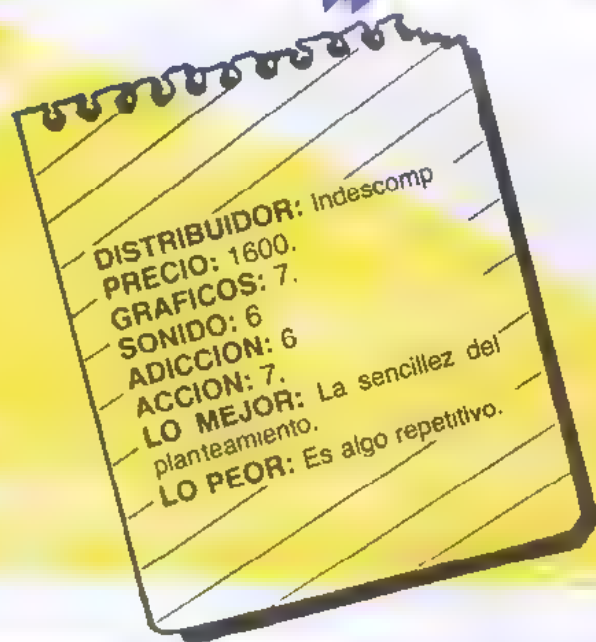 DISTRIBUIDOR: Indescomp
PRECIO: 1600.
GRAFICOS: 7.
SONIDO: 6
ADICCION: 6
ACCION: 7.
LO MEJOR: La sencillez del
planteamiento.
LO PEOR: Es algo repetitivo.